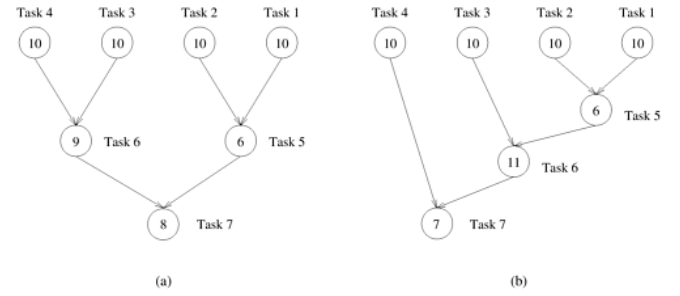 Task 4 Task 3 Task 2 Task 1 Task 4 Task 3 Task 2 Task 1
10 10 10 10 10 10 10 10
6 Task 5
9 Task 6 6 Task 5
11 Task 6
8 Task 7 7 Task 7
(a) (b)